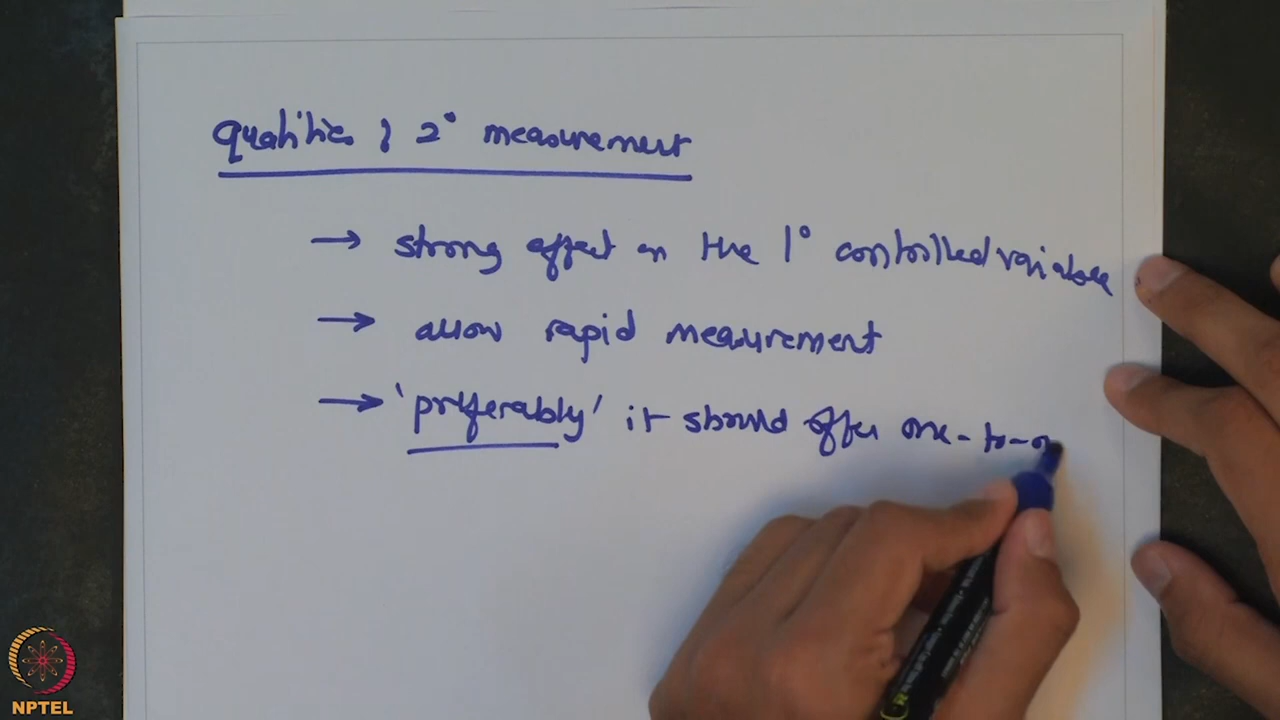 Qualities of 2° measurement
→ strong effect on the 1° controlled variable
→ allow rapid measurement
→ 'preferably' it should offer one-to-o
NPTEL